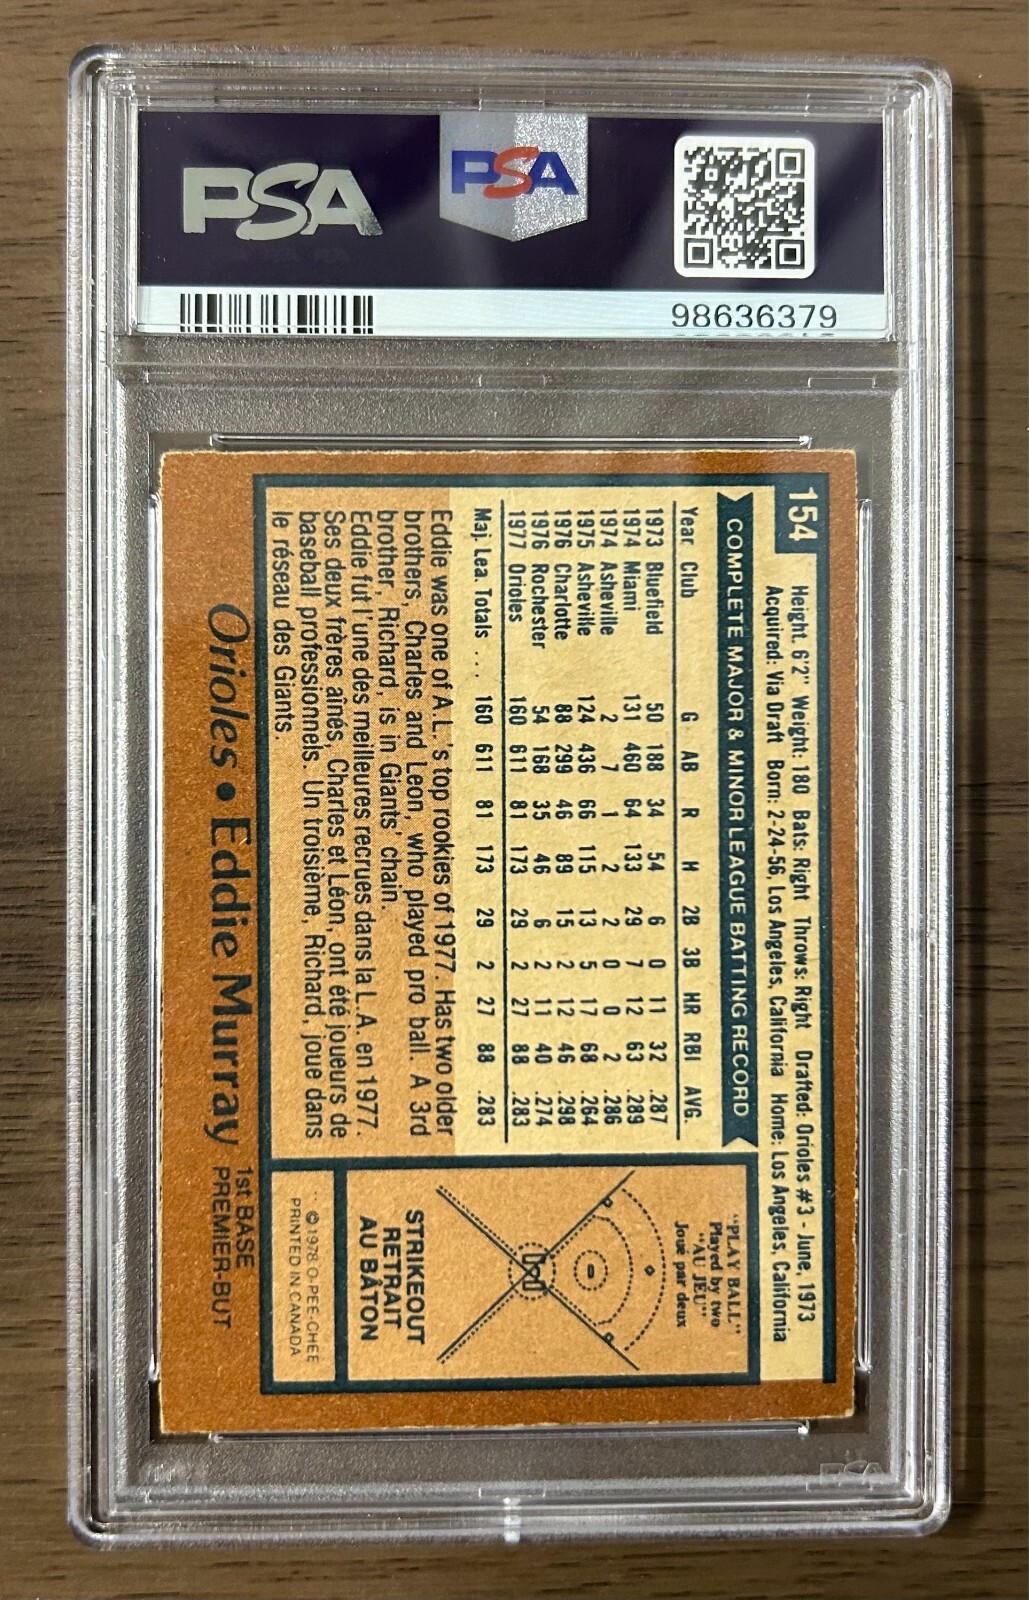 PSA
PSA
98636379
154
Height: 6'2" Weight: 180 Bats: Right Throws: Right Drafted: Orioles #3 - June, 1973
Acquired: Via Draft Born: 2-24-56, Los Angeles, California Home: Los Angeles, California
COMPLETE MAJOR & MINOR LEAGUE BATTING RECORD
Year Club G AB R H 2B 3B HR RBI AVG.
1973 Bluefield 50 188 34 54 6 0 11 32 .287
1974 Miami 131 460 64 133 29 7 12 63 .289
1974 Asheville 2 7 1 2 2 0 0 2 .286
1975 Asheville 124 436 66 115 13 5 17 68 .264
1976 Charlotte 88 299 46 89 15 2 12 46 .298
1976 Rochester 54 168 35 46 6 2 11 40 .274
1977 Orioles 160 611 81 173 29 2 27 88 .283
Maj. Lea. Totals ... 160 611 81 173 29 2 27 88 .283
Eddie was one of A.L.'s top rookies of 1977. Has two older
brothers, Charles and Leon, who played pro ball. A 3rd
brother, Richard, is in Giants' chain.
Eddie fut l'une des meilleures recrues dans la L.A. en 1977.
Ses deux frères aînés, Charles et Léon, ont été joueurs de
baseball professionnels. Un troisième, Richard, joue dans
le réseau des Giants.
"PLAY BALL"
Played by two
"AU JEU"
Joué par deux
STRIKEOUT
RETRAIT
AU BÂTON
© 1978 O-PEE-CHEE
PRINTED IN CANADA
Orioles • Eddie Murray
1st BASE
PREMIER-BUT
PSA